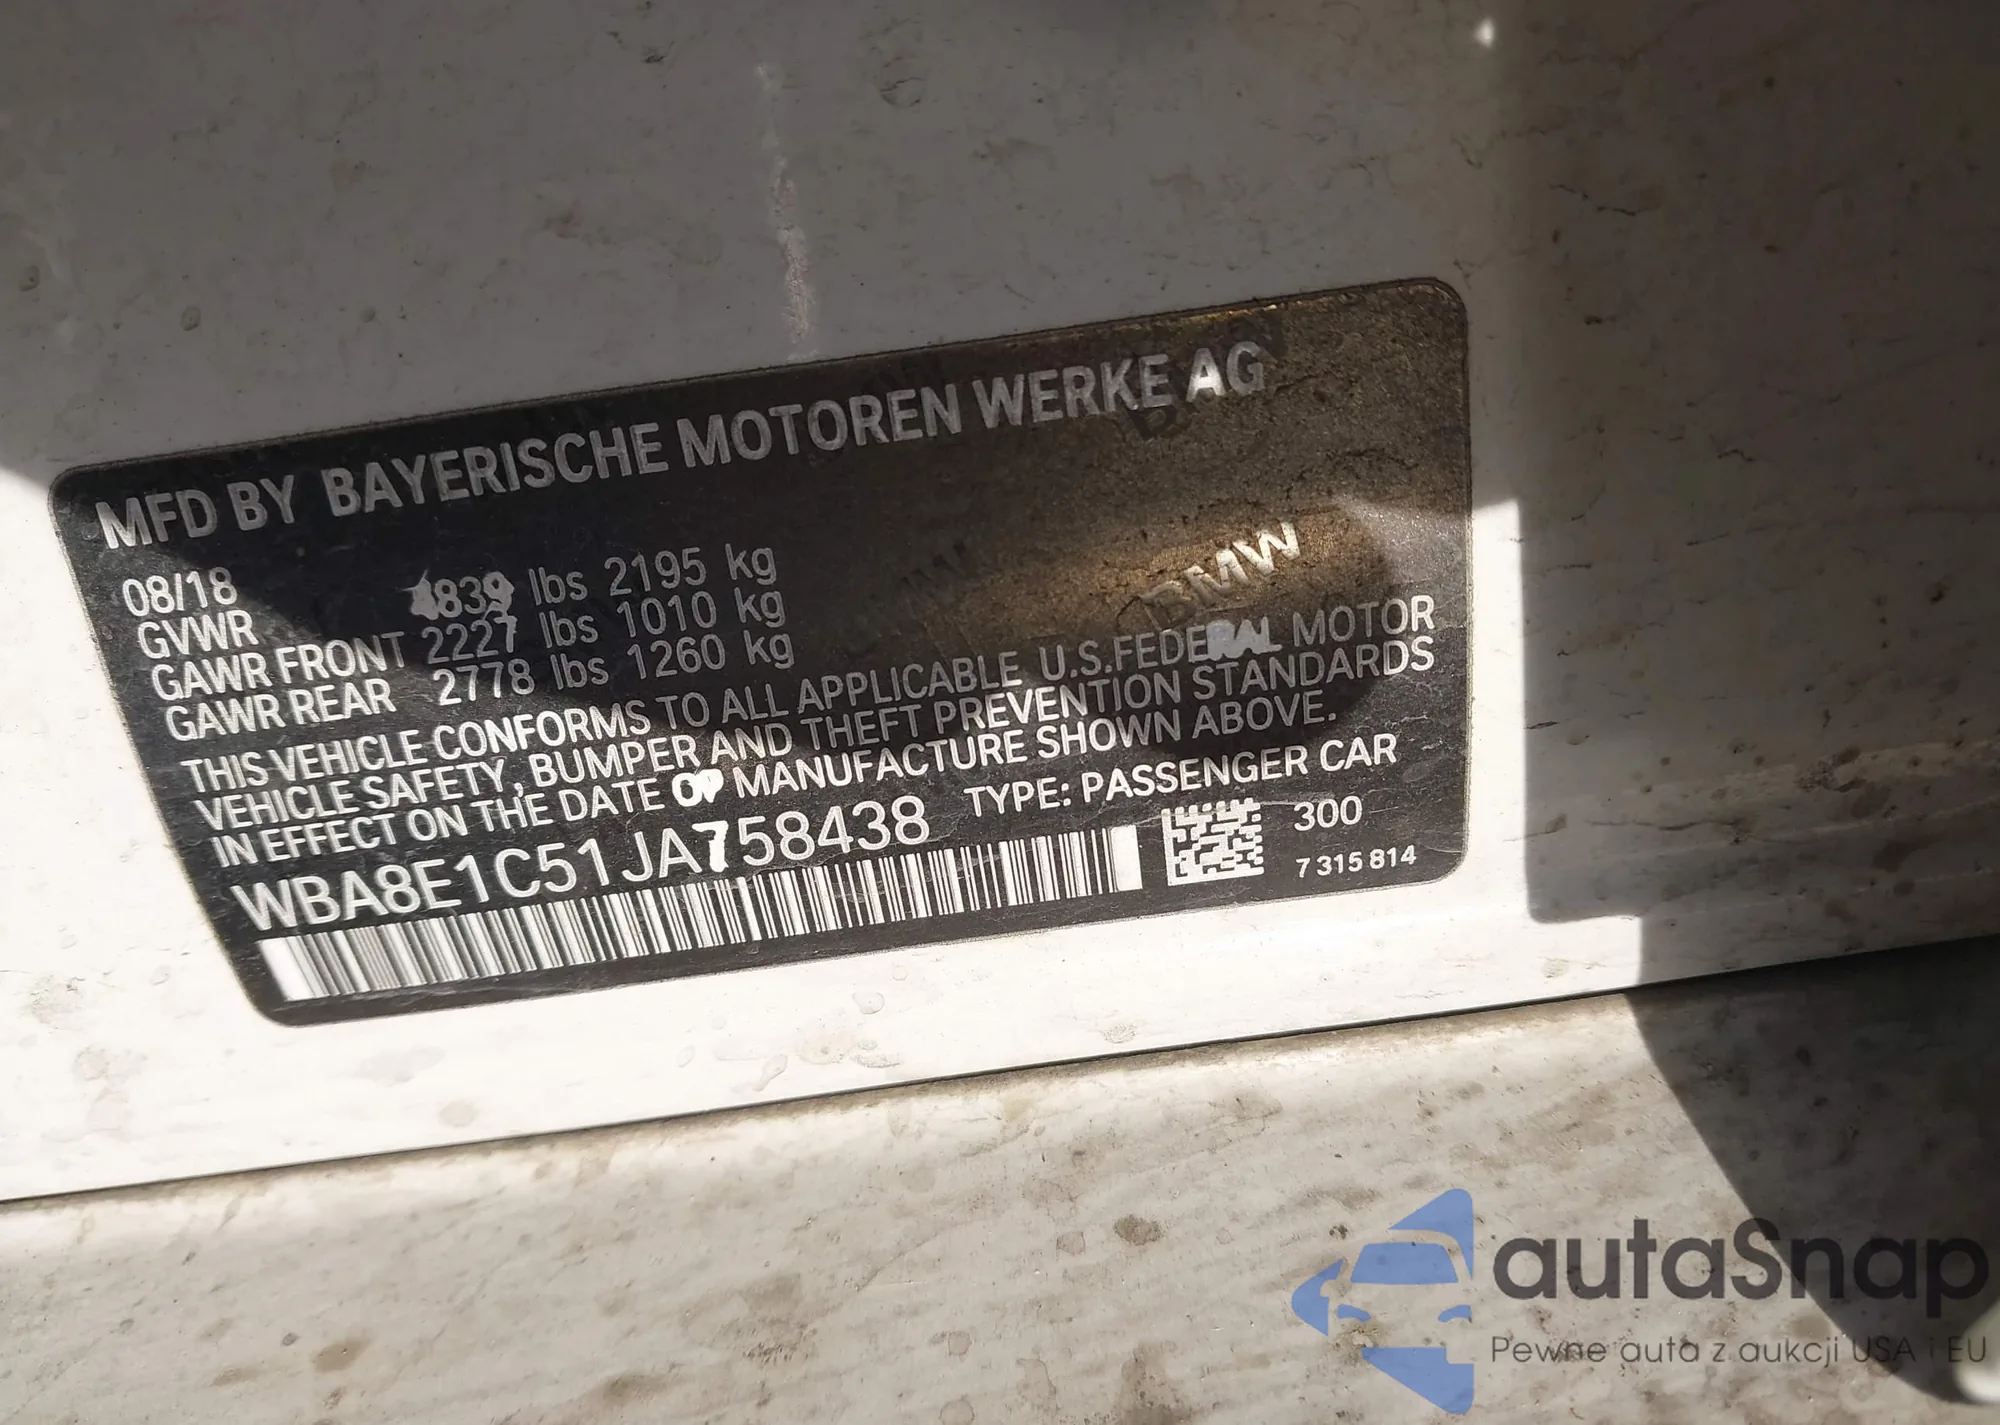 MFD BY BAYERISCHE MOTOREN WERKE AG
08/18
GVWR 4839 lbs 2195 kg
GAWR FRONT 2227 lbs 1010 kg
GAWR REAR 2778 lbs 1260 kg
BMW
THIS VEHICLE CONFORMS TO ALL APPLICABLE U.S.FEDERAL MOTOR
VEHICLE SAFETY, BUMPER AND THEFT PREVENTION STANDARDS
IN EFFECT ON THE DATE OF MANUFACTURE SHOWN ABOVE.
WBA8E1C51JA758438 TYPE: PASSENGER CAR
300
7 315 814
autaSnap
Pewne auta z aukcji USA i EU